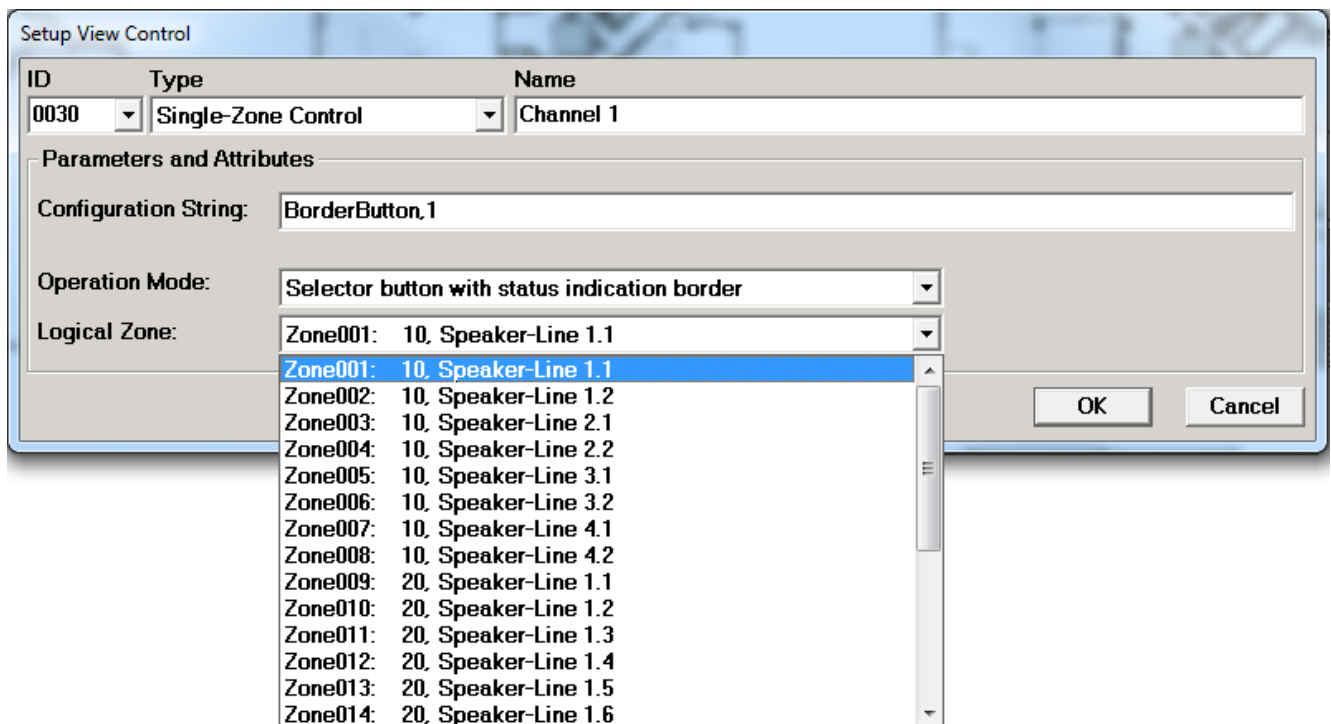 Setup View Control
ID Type Name
0030 Single-Zone Control Channel 1
Parameters and Attributes
Configuration String: BorderButton,1
Operation Mode: Selector button with status indication border
Logical Zone: Zone001: 10, Speaker-Line 1.1
Zone001: 10, Speaker-Line 1.1
Zone002: 10, Speaker-Line 1.2
Zone003: 10, Speaker-Line 2.1
Zone004: 10, Speaker-Line 2.2
Zone005: 10, Speaker-Line 3.1
Zone006: 10, Speaker-Line 3.2
Zone007: 10, Speaker-Line 4.1
Zone008: 10, Speaker-Line 4.2
Zone009: 20, Speaker-Line 1.1
Zone010: 20, Speaker-Line 1.2
Zone011: 20, Speaker-Line 1.3
Zone012: 20, Speaker-Line 1.4
Zone013: 20, Speaker-Line 1.5
Zone014: 20, Speaker-Line 1.6
OK Cancel